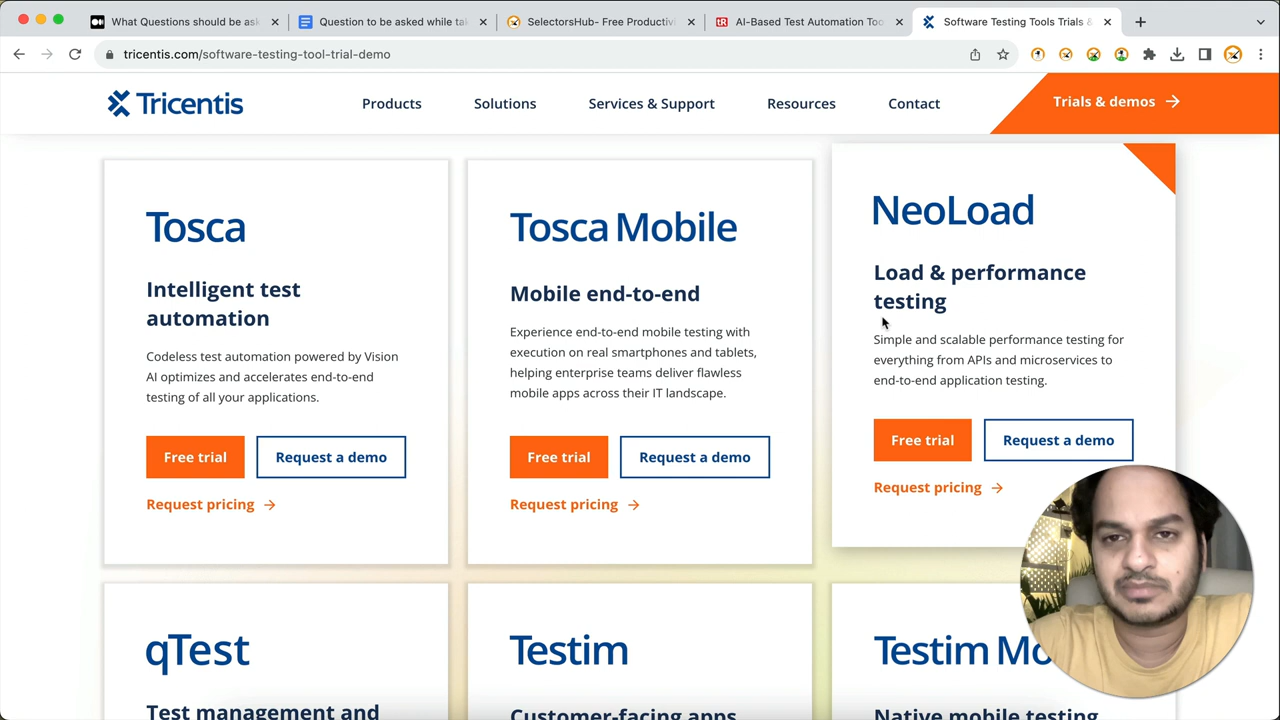 What Questions should be ask
Question to be asked while tak
SelectorsHub- Free Productivi
AI-Based Test Automation Too
Software Testing Tools Trials &
tricentis.com/software-testing-tool-trial-demo
Tricentis
Products
Solutions
Services & Support
Resources
Contact
Trials & demos
Tosca
Intelligent test
automation
Codeless test automation powered by Vision
AI optimizes and accelerates end-to-end
testing of all your applications.
Free trial
Request a demo
Request pricing
Tosca Mobile
Mobile end-to-end
Experience end-to-end mobile testing with
execution on real smartphones and tablets,
helping enterprise teams deliver flawless
mobile apps across their IT landscape.
Free trial
Request a demo
Request pricing
NeoLoad
Load & performance
testing
Simple and scalable performance testing for
everything from APIs and microservices to
end-to-end application testing.
Free trial
Request a demo
Request pricing
qTest
Test management and
Testim
Customer-facing apps
Testim Mo
Native mobile testing